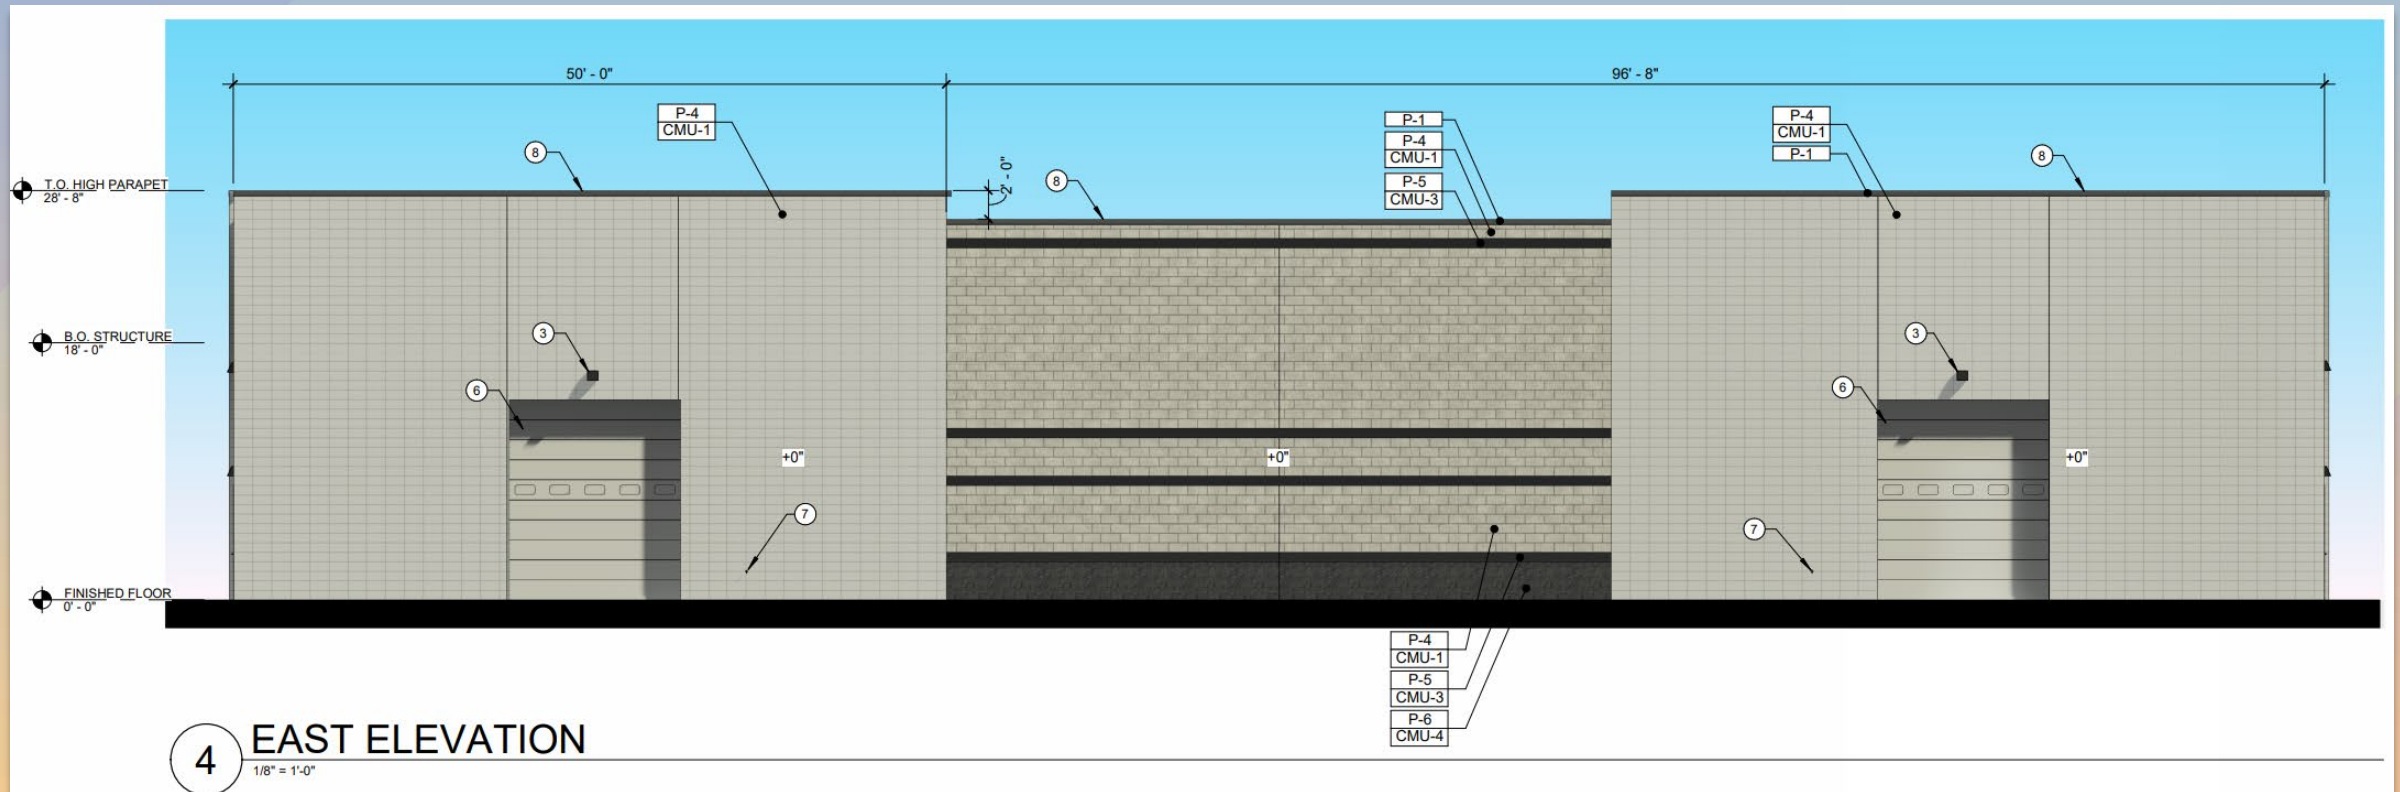 50' - 0"
96' - 8"
P-4
CMU-1
8
P-1
P-4
CMU-1
P-5
CMU-3
P-4
CMU-1
P-1
8
8
2' - 0"
T.O. HIGH PARAPET
28' - 8"
B.O. STRUCTURE
18' - 0"
3
3
6
6
+0"
+0"
+0"
7
7
FINISHED FLOOR
0' - 0"
P-4
CMU-1
P-5
CMU-3
P-6
CMU-4
4
EAST ELEVATION
1/8" = 1'-0"